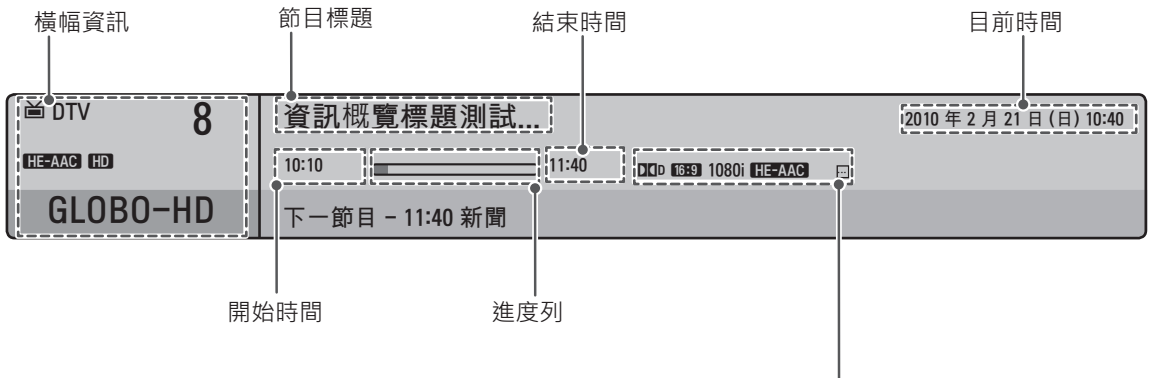 橫幅資訊 節目標題 結束時間 目前時間
DTV 8 資訊概覽標題測試... 2010 年 2 月 21 日 (日) 10:40
HE-AAC HD 10:10 11:40 D 16:9 1080i HE-AAC
GLOBO-HD 下一節目 - 11:40 新聞
開始時間 進度列